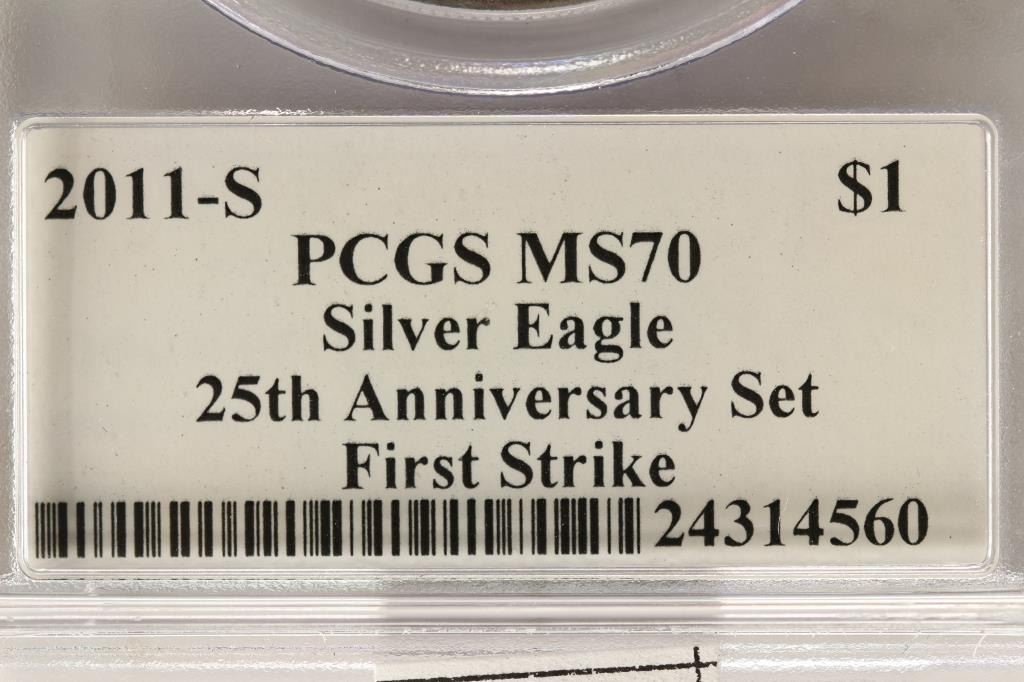 2011-S $1
PCGS MS70
Silver Eagle
25th Anniversary Set
First Strike
24314560